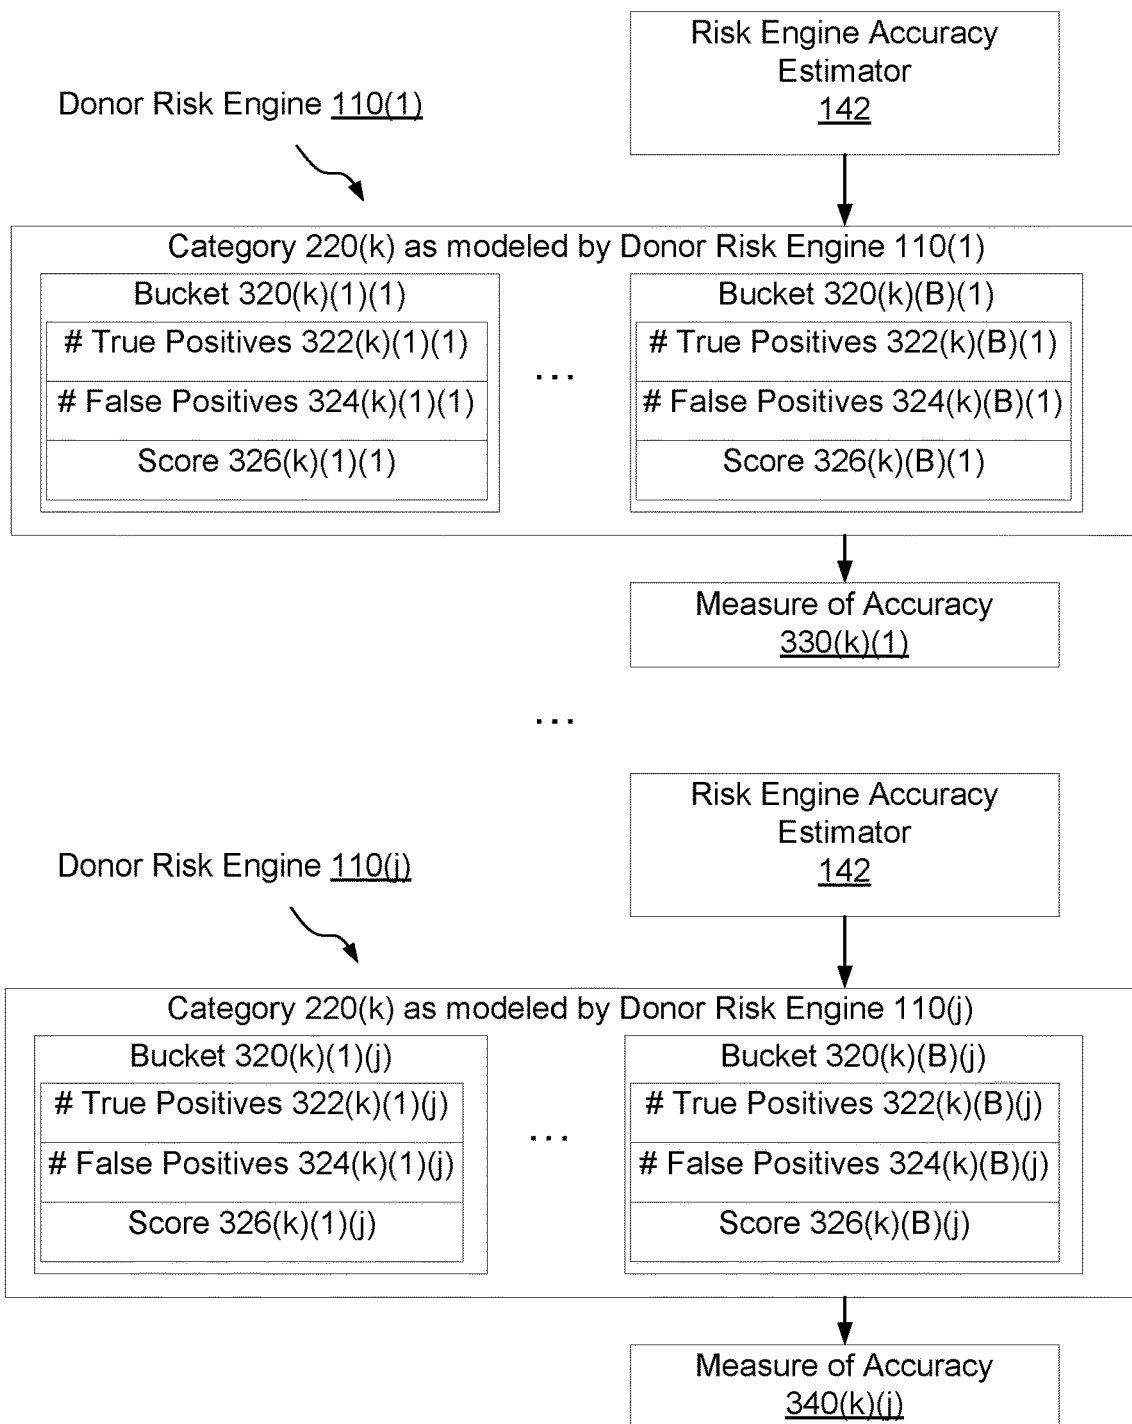 Risk Engine Accuracy
Estimator
142
Donor Risk Engine 110(1)
Category 220(k) as modeled by Donor Risk Engine 110(1)
Bucket 320(k)(1)(1)
# True Positives 322(k)(1)(1)
# False Positives 324(k)(1)(1)
Score 326(k)(1)(1)
...
Bucket 320(k)(B)(1)
# True Positives 322(k)(B)(1)
# False Positives 324(k)(B)(1)
Score 326(k)(B)(1)
Measure of Accuracy
330(k)(1)
...
Risk Engine Accuracy
Estimator
142
Donor Risk Engine 110(j)
Category 220(k) as modeled by Donor Risk Engine 110(j)
Bucket 320(k)(1)(j)
# True Positives 322(k)(1)(j)
# False Positives 324(k)(1)(j)
Score 326(k)(1)(j)
...
Bucket 320(k)(B)(j)
# True Positives 322(k)(B)(j)
# False Positives 324(k)(B)(j)
Score 326(k)(B)(j)
Measure of Accuracy
340(k)(j)